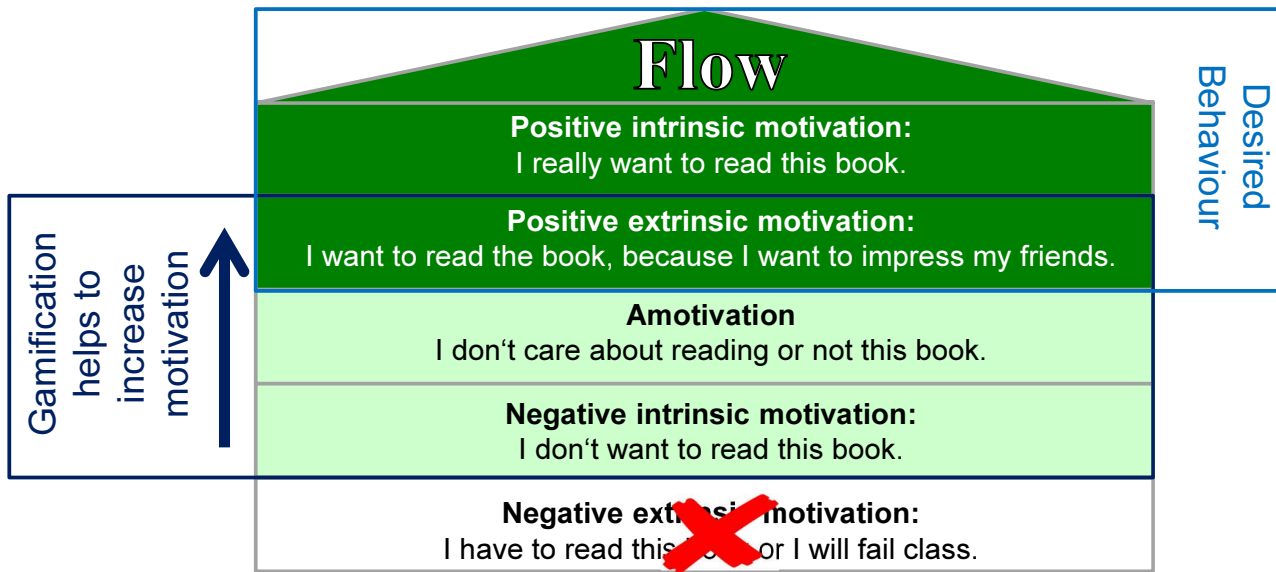 Flow
Positive intrinsic motivation:
I really want to read this book.
Positive extrinsic motivation:
I want to read the book, because I want to impress my friends.
Amotivation
I don‘t care about reading or not this book.
Negative intrinsic motivation:
I don‘t want to read this book.
Negative extrinsic motivation:
I have to read this or I will fail class.
Gamification
helps to
increase
motivation
Desired
Behaviour